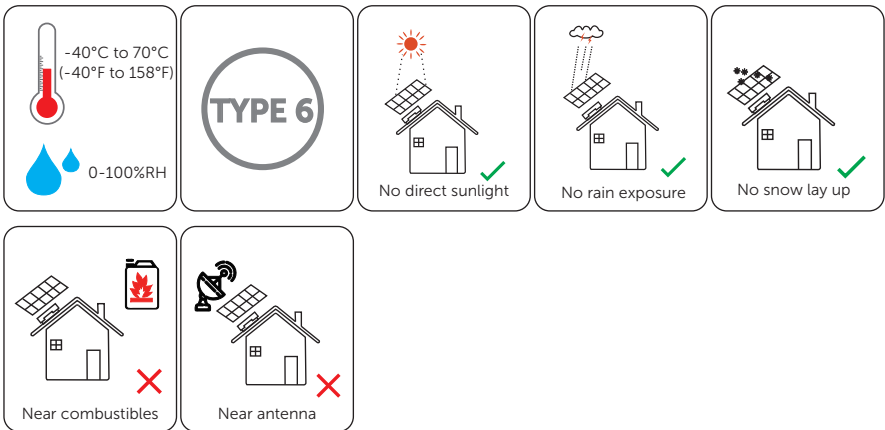 -40°C to 70°C
(-40°F to 158°F)
0-100%RH
TYPE 6
No direct sunlight
No rain exposure
No snow lay up
Near combustibles
Near antenna